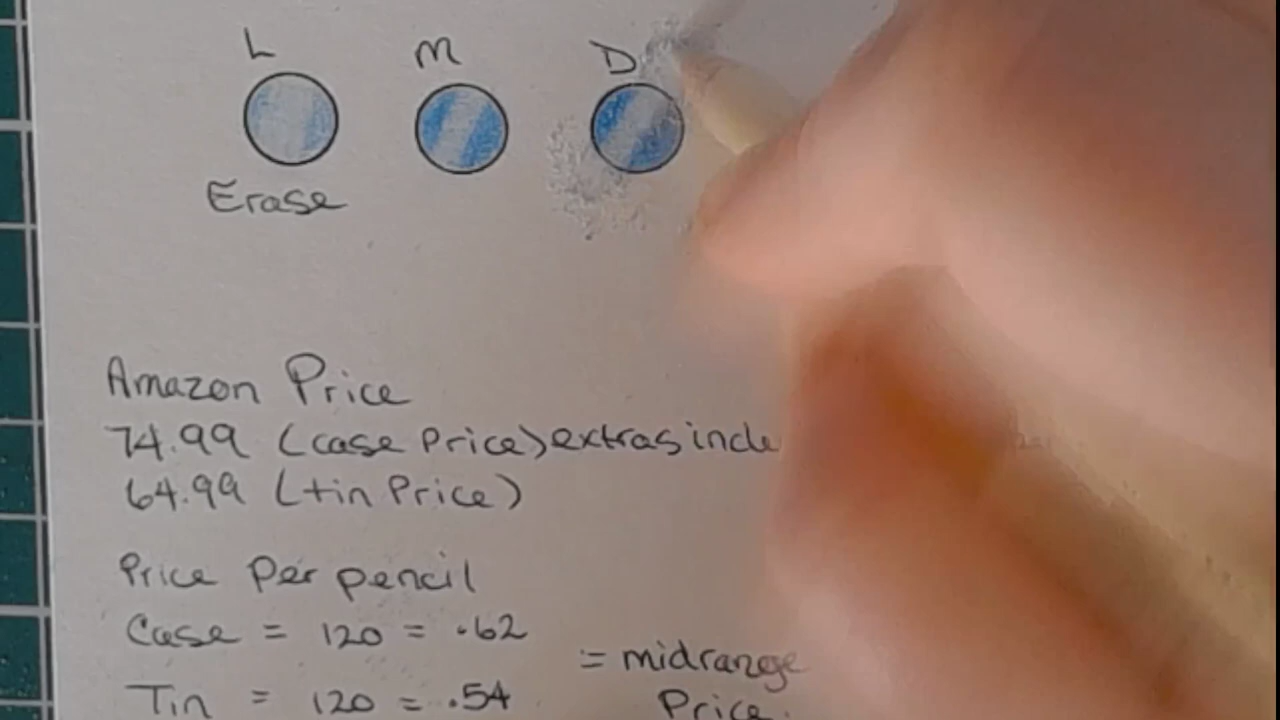 L M D
Erase
Amazon Price
74.99 (case Price) extras incl
64.99 (tin Price)
Price Per pencil
Case = 120 = .62
Tin = 120 = .54
= midrange
Price.